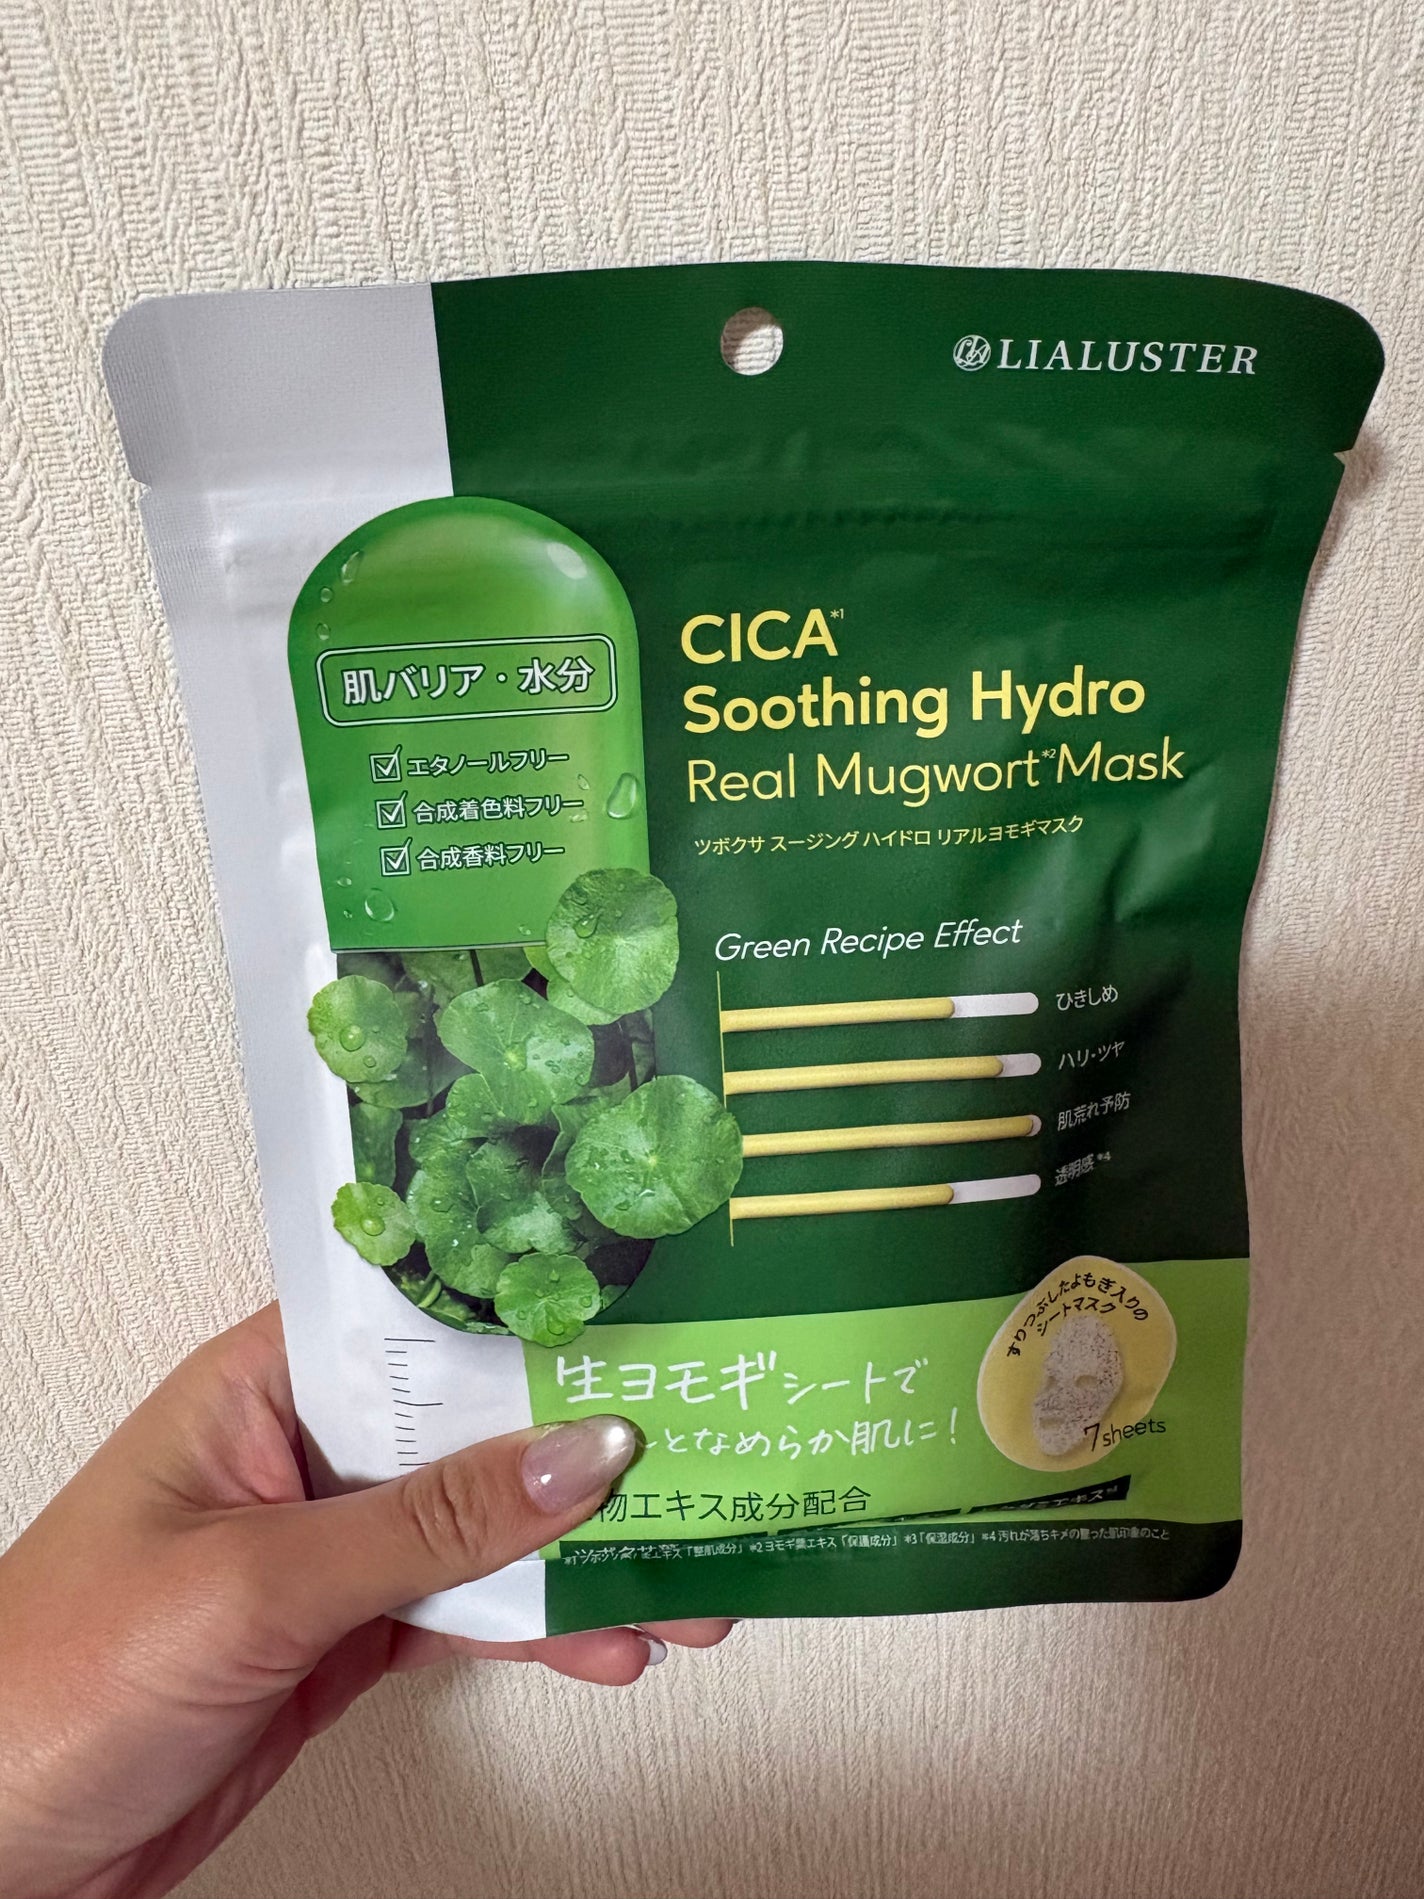 LIALUSTER
肌バリア・水分
エタノールフリー
合成着色料フリー
合成香料フリー
CICA*1
Soothing Hydro
Real Mugwort*2 Mask
ツボクサ スージング ハイドロ リアルヨモギマスク
Green Recipe Effect
ひきしめ
ハリ・ツヤ
肌荒れ予防
透明感*4
すりつぶしたよもぎ入りの
シートマスク
7sheets
生ヨモギシートで
となめらか肌に!
物エキス成分配合
エキス「整肌成分」 *2 ヨモギ葉エキス「保湿成分」 *3「保湿成分」 *4 汚れが落ちキメの整った肌印象のこと